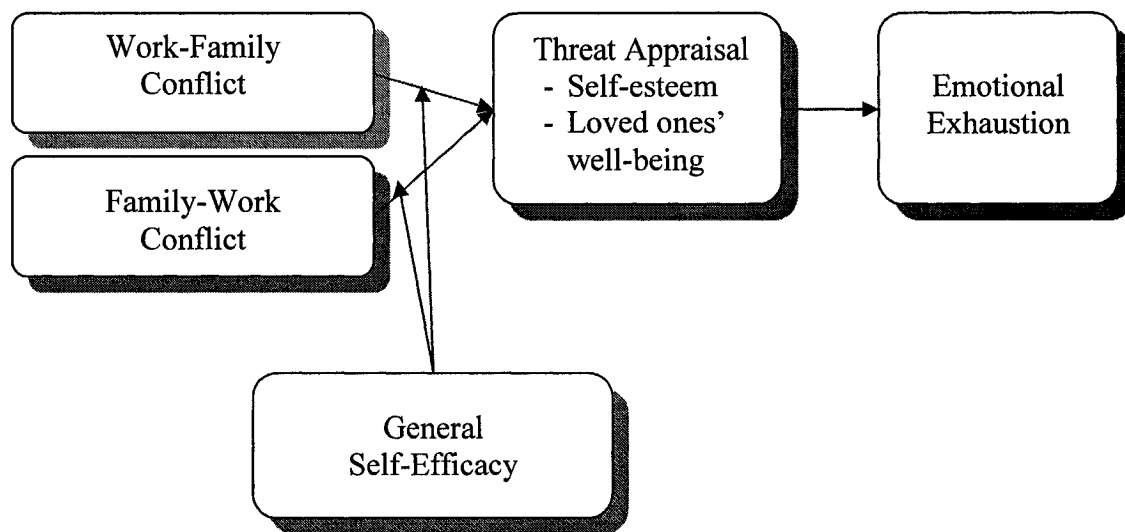 Work-Family
Conflict
Family-Work
Conflict
Threat Appraisal
- Self-esteem
- Loved ones'
well-being
Emotional
Exhaustion
General
Self-Efficacy